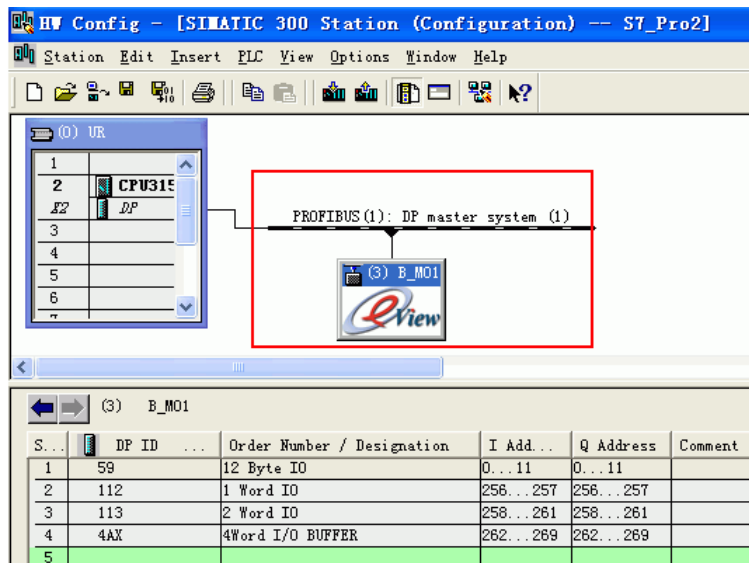 HW Config - [SIMATIC 300 Station (Configuration) -- S7_Pro2]
Station Edit Insert PLC View Options Window Help
(0) UR
1
2 CPU315
X2 DP
3
4
5
6
7
PROFIBUS(1): DP master system (1)
(3) B_MO1
eView
(3) B_MO1
S... DP ID ... Order Number / Designation I Add... Q Address Comment
1 59 12 Byte IO 0...11 0...11
2 112 1 Word IO 256...257 256...257
3 113 2 Word IO 258...261 258...261
4 4AX 4Word I/O BUFFER 262...269 262...269
5